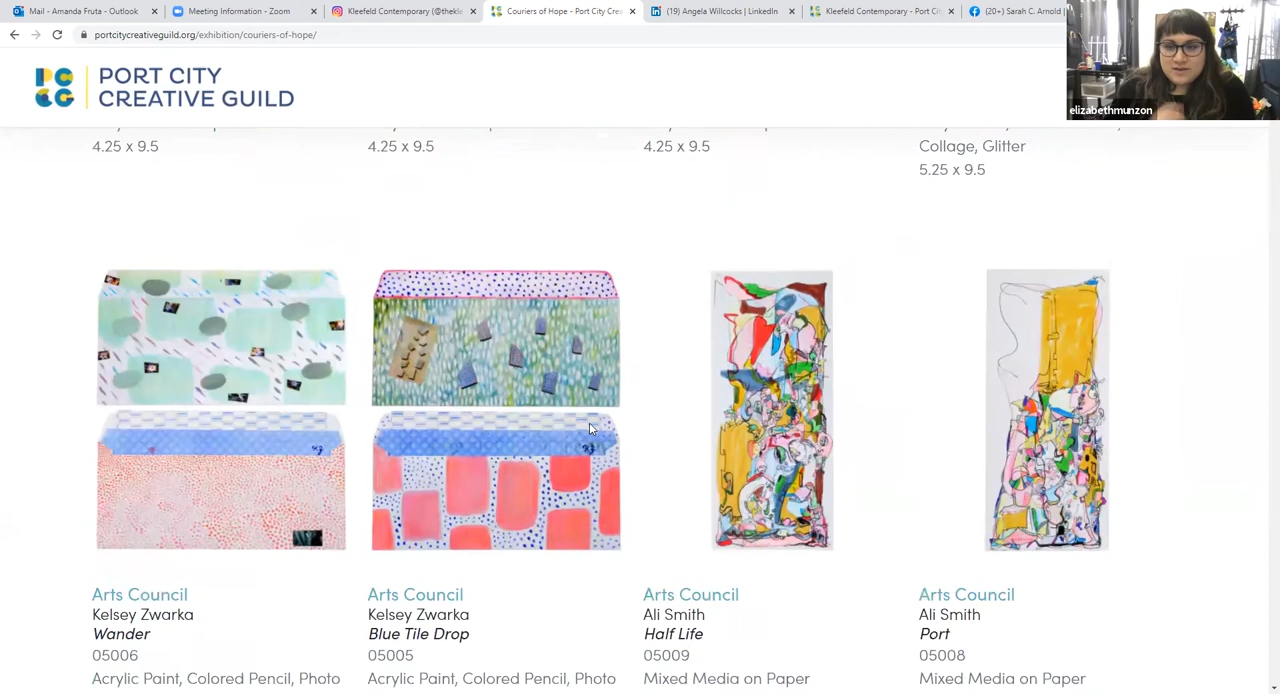 Mail - Amanda Fruta - Outlook
Meeting Information - Zoom
Kleefeld Contemporary (@thekle
Couriers of Hope - Port City Cre
(19) Angela Willcocks | LinkedIn
Kleefeld Contemporary - Port Cit
(20+) Sarah C. Arnold |
portcitycreativeguild.org/exhibition/couriers-of-hope/
PORT CITY
CREATIVE GUILD
elizabethmunzon
4.25 x 9.5
4.25 x 9.5
4.25 x 9.5
Collage, Glitter
5.25 x 9.5
Arts Council
Kelsey Zwarka
Wander
05006
Acrylic Paint, Colored Pencil, Photo
Arts Council
Kelsey Zwarka
Blue Tile Drop
05005
Acrylic Paint, Colored Pencil, Photo
Arts Council
Ali Smith
Half Life
05009
Mixed Media on Paper
Arts Council
Ali Smith
Port
05008
Mixed Media on Paper